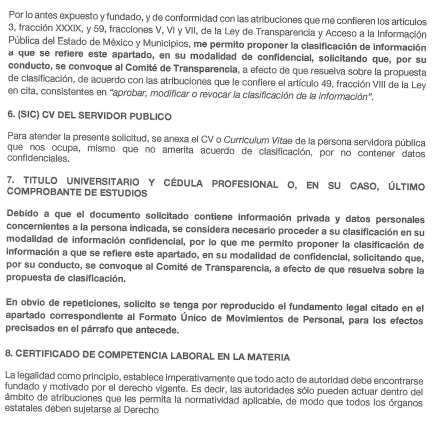 Por lo antes expuesto y fundado, y de conformidad con las atribuciones que me confieren los artículos
3, fracción XXXIX, y 59, fracciones V, VI y VII, de la Ley de Transparencia y Acceso a la Información
Pública del Estado de México y Municipios, me permito proponer la clasificación de información
a que se refiere este apartado, en su modalidad de confidencial, solicitando que, por su
conducto, se convoque al Comité de Transparencia, a efecto de que resuelva sobre la propuesta
de clasificación, de acuerdo con las atribuciones que le confiere el artículo 49, fracción VIII de la Ley
en cita, consistentes en "aprobar, modificar o revocar la clasificación de la información".
6. (SIC) CV DEL SERVIDOR PUBLICO
Para atender la presente solicitud, se anexa el CV o Curriculum Vitae de la persona servidora pública
que nos ocupa, mismo que no amerita acuerdo de clasificación, por no contener datos
confidenciales.
7. TITULO UNIVERSITARIO Y CÉDULA PROFESIONAL O, EN SU CASO, ÚLTIMO
COMPROBANTE DE ESTUDIOS
Debido a que el documento solicitado contiene información privada y datos personales
concernientes a la persona indicada, se considera necesario proceder a su clasificación en su
modalidad de información confidencial, por lo que me permito proponer la clasificación de
información a que se refiere este apartado, en su modalidad de confidencial, solicitando que,
por su conducto, se convoque al Comité de Transparencia, a efecto de que resuelva sobre la
propuesta de clasificación.
En obvio de repeticiones, solicito se tenga por reproducido el fundamento legal citado en el
apartado correspondiente al Formato Único de Movimientos de Personal, para los efectos
precisados en el párrafo que antecede.
8. CERTIFICADO DE COMPETENCIA LABORAL EN LA MATERIA
La legalidad como principio, establece imperativamente que todo acto de autoridad debe encontrarse
fundado y motivado por el derecho vigente. Es decir, las autoridades sólo pueden actuar dentro del
ámbito de atribuciones que les permita la normatividad aplicable, de modo que todos los órganos
estatales deben sujetarse al Derecho